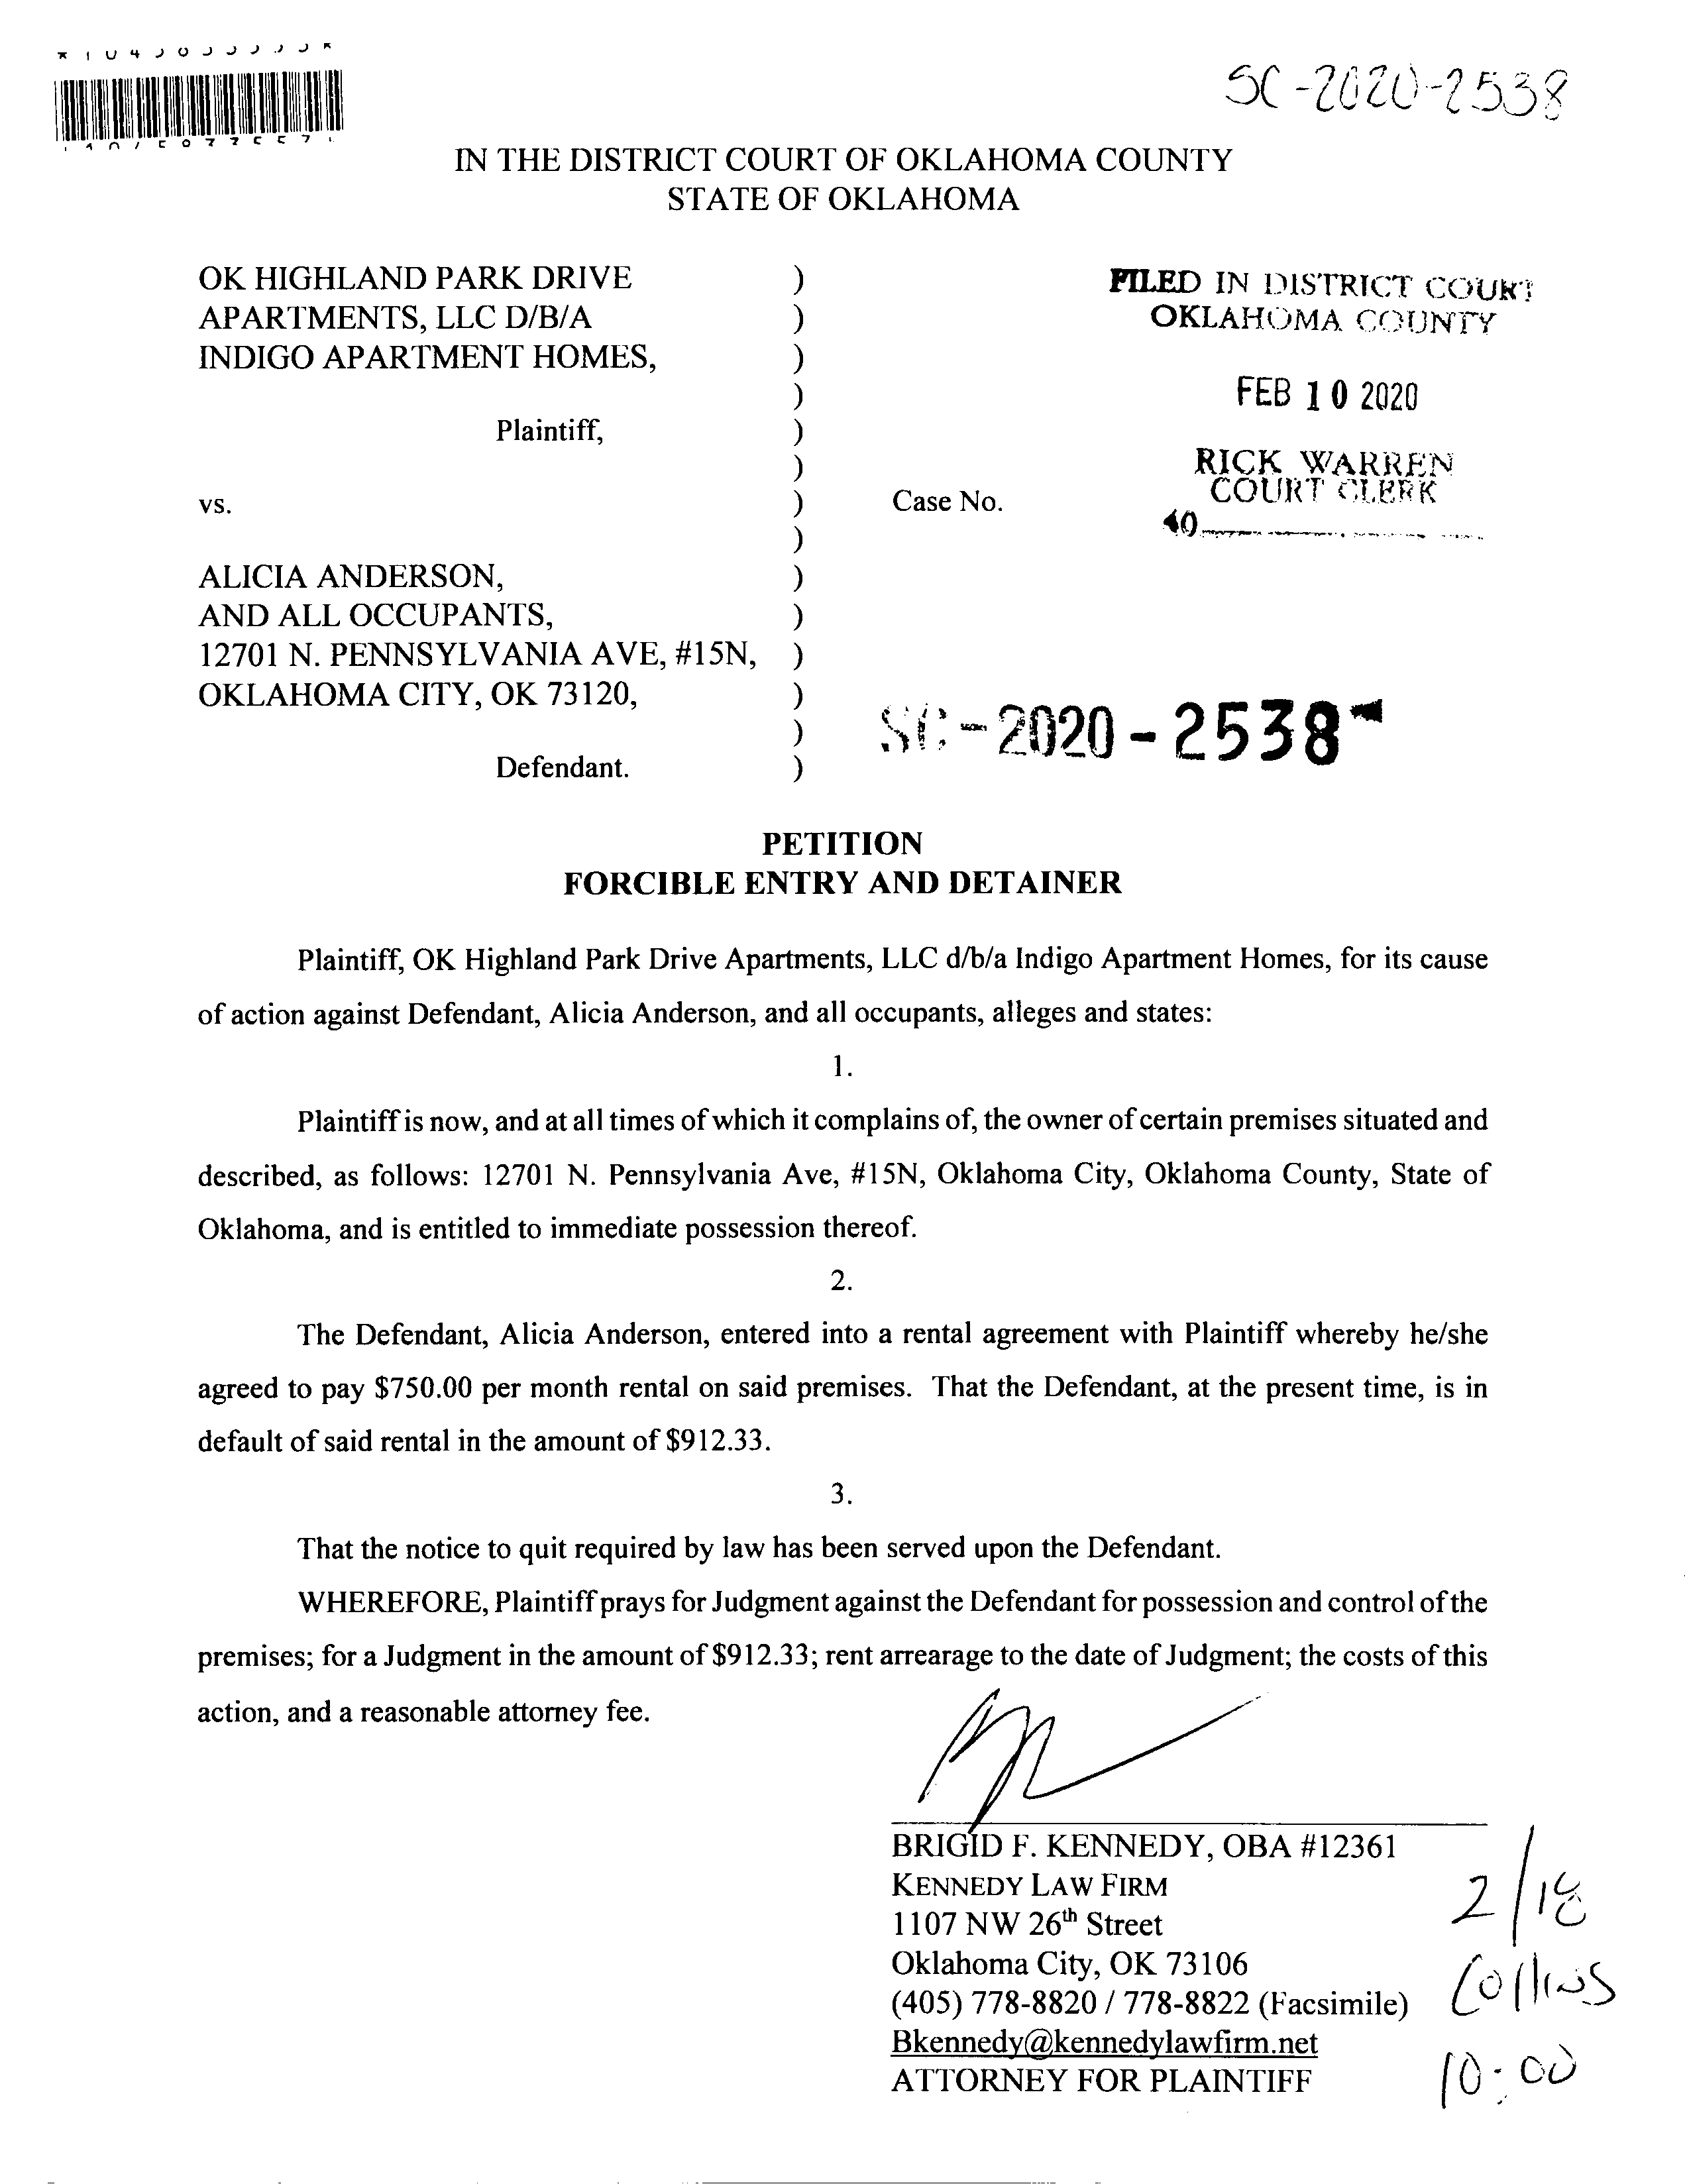 SC-2020-2538
IN THE DISTRICT COURT OF OKLAHOMA COUNTY
STATE OF OKLAHOMA
OK HIGHLAND PARK DRIVE )
APARTMENTS, LLC D/B/A )
INDIGO APARTMENT HOMES, )
)
Plaintiff, )
)
vs. ) Case No.
)
ALICIA ANDERSON, )
AND ALL OCCUPANTS, )
12701 N. PENNSYLVANIA AVE, #15N, )
OKLAHOMA CITY, OK 73120, )
)
Defendant. )
FILED IN DISTRICT COURT
OKLAHOMA COUNTY
FEB 10 2020
RICK WARREN
COURT CLERK
40
SC-2020-2538
PETITION
FORCIBLE ENTRY AND DETAINER
Plaintiff, OK Highland Park Drive Apartments, LLC d/b/a Indigo Apartment Homes, for its cause
of action against Defendant, Alicia Anderson, and all occupants, alleges and states:
1.
Plaintiff is now, and at all times of which it complains of, the owner of certain premises situated and
described, as follows: 12701 N. Pennsylvania Ave, #15N, Oklahoma City, Oklahoma County, State of
Oklahoma, and is entitled to immediate possession thereof.
2.
The Defendant, Alicia Anderson, entered into a rental agreement with Plaintiff whereby he/she
agreed to pay $750.00 per month rental on said premises. That the Defendant, at the present time, is in
default of said rental in the amount of $912.33.
3.
That the notice to quit required by law has been served upon the Defendant.
WHEREFORE, Plaintiff prays for Judgment against the Defendant for possession and control of the
premises; for a Judgment in the amount of $912.33; rent arrearage to the date of Judgment; the costs of this
action, and a reasonable attorney fee.
BRIGID F. KENNEDY, OBA #12361
KENNEDY LAW FIRM
1107 NW 26th Street
Oklahoma City, OK 73106
(405) 778-8820 / 778-8822 (Facsimile)
Bkennedy@kennedylawfirm.net
ATTORNEY FOR PLAINTIFF
2/18
Collins
10:00